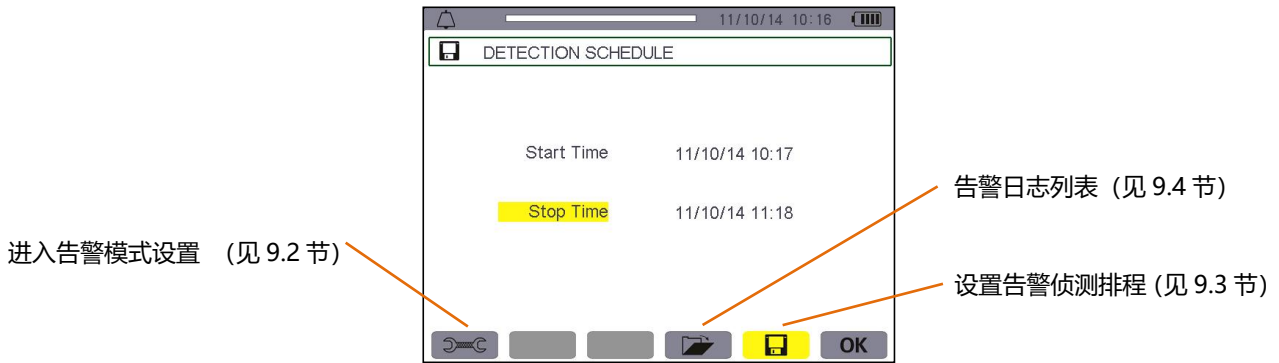 11/10/14 10:16
DETECTION SCHEDULE
Start Time 11/10/14 10:17
Stop Time 11/10/14 11:18
告警日志列表 (见 9.4 节)
进入告警模式设置 (见 9.2 节)
设置告警侦测排程 (见 9.3 节)
OK